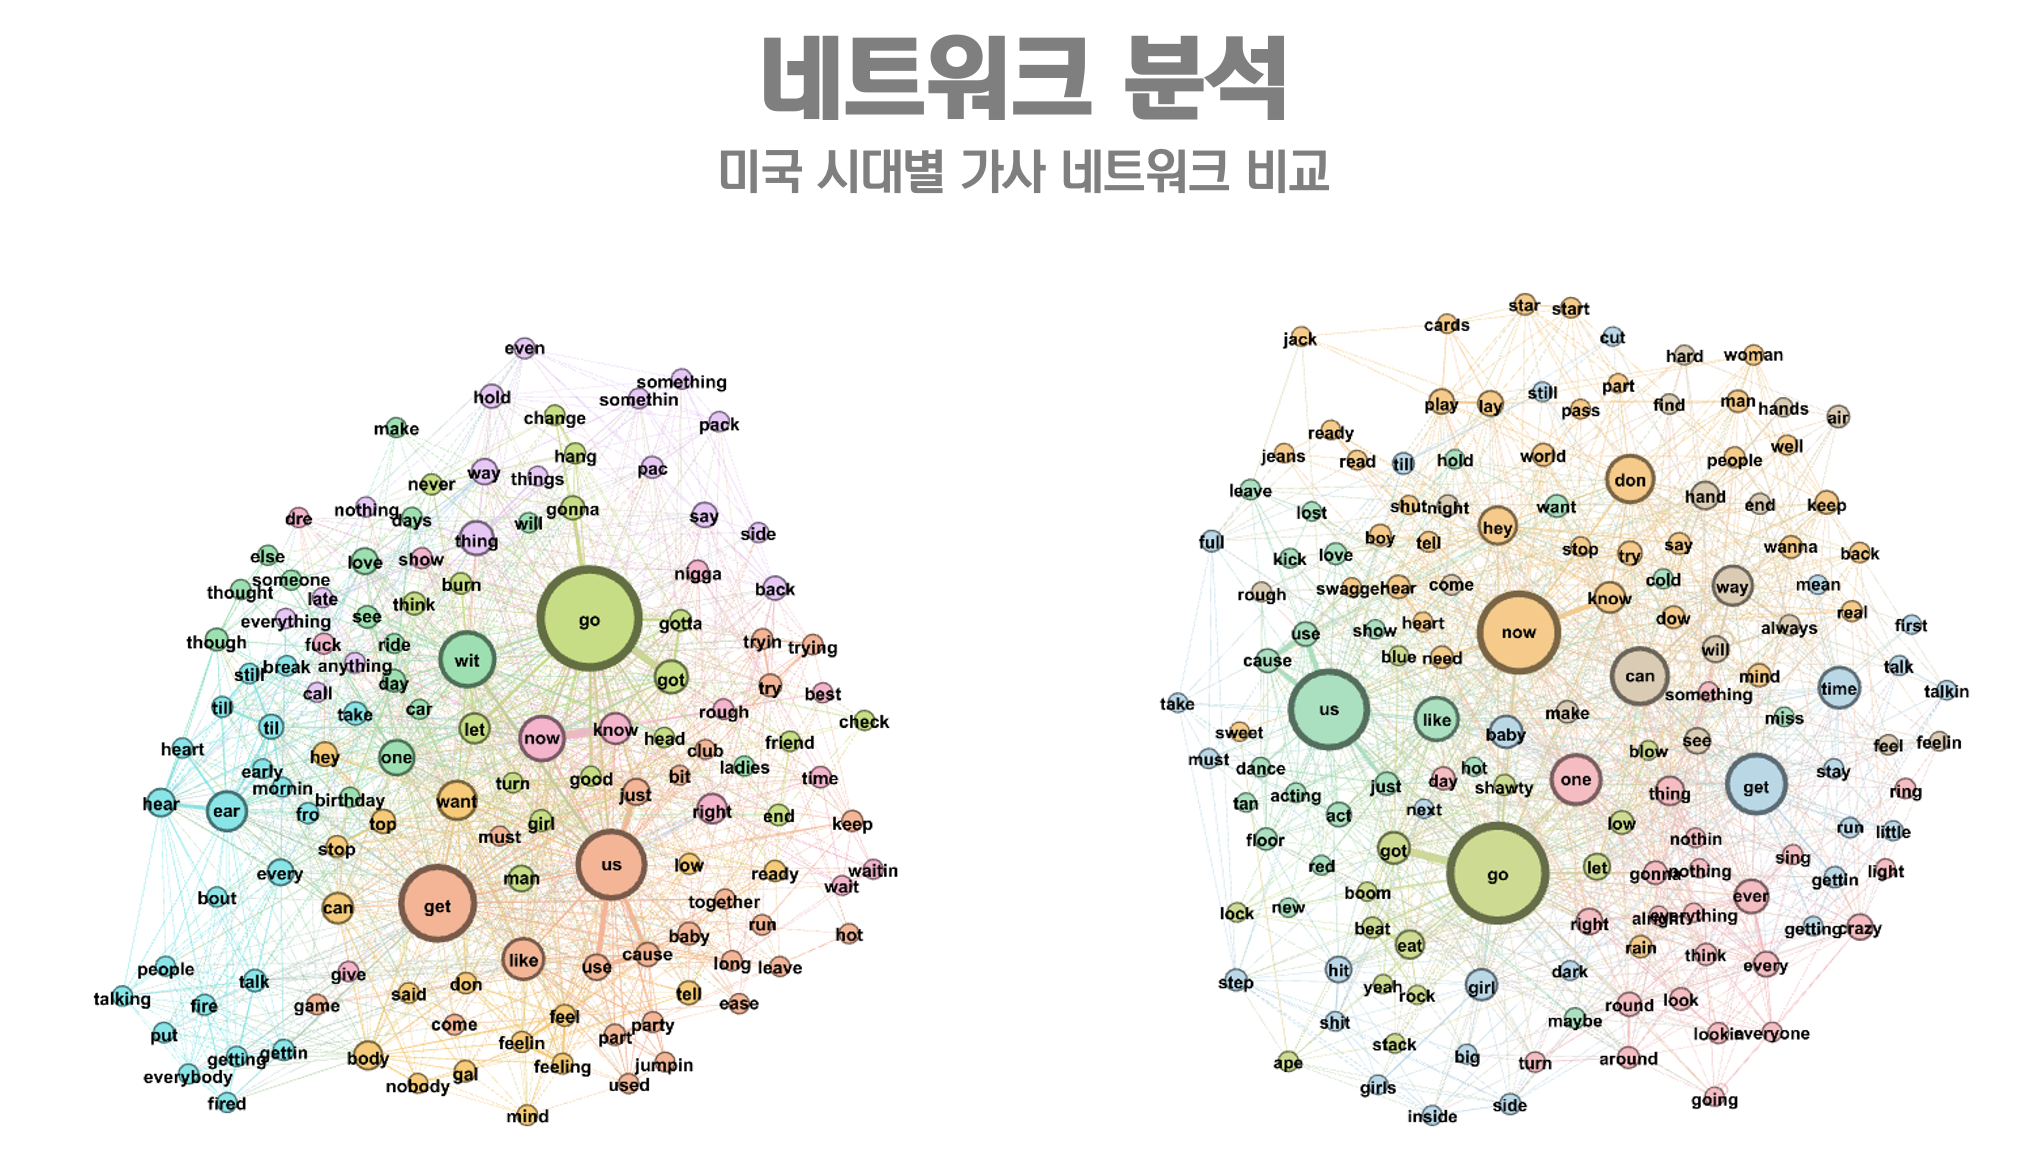 네트워크 분석
미국 시대별 가사 네트워크 비교
even
something
hold
somethin
change
pack
make
hang
way
things
pac
never
nothing
days
gonna
say
dre
will
side
thing
else
love
show
nigga
someone
burn
thought
late
think
back
everything
see
go
gotta
though
fuck
ride
tryin
trying
break
anything
wit
still
day
got
try
call
best
till
take
car
rough
check
til
let
now
know
head
heart
hey
one
club
friend
early
turn
good
bit
ladies
time
mornin
hear
ear
birthday
want
just
fro
top
girl
right
end
keep
stop
must
every
man
us
low
ready
waitin
bout
can
get
together
wait
baby
run
hot
people
like
use
cause
long
leave
talking
talk
give
don
fire
game
said
tell
ease
put
come
feel
part
party
getting
gettin
body
feelin
feeling
jumpin
everybody
nobody
gal
used
fired
mind
star
start
jack
cards
cut
hard
woman
still
part
play
lay
pass
find
man
hands
air
ready
jeans
read
till
hold
world
people
well
leave
don
lost
shut
night
want
hand
end
keep
full
kick
love
boy
tell
hey
stop
try
say
wanna
back
rough
swagge
hear
come
cold
way
mean
know
use
show
heart
now
dow
always
real
first
cause
blue
need
can
will
mind
talk
take
us
like
something
time
talkin
sweet
baby
make
miss
must
blow
see
feel
feelin
dance
hot
day
shawty
one
thing
get
stay
ring
tan
acting
just
next
act
low
run
little
floor
got
nothin
sing
red
go
let
gonna
nothing
gettin
light
boom
ever
lock
new
right
alright
everything
beat
eat
getting
crazy
rain
step
hit
girl
dark
think
every
yeah
rock
round
look
shit
maybe
lookin
everyone
stack
big
turn
around
ape
girls
going
inside
side